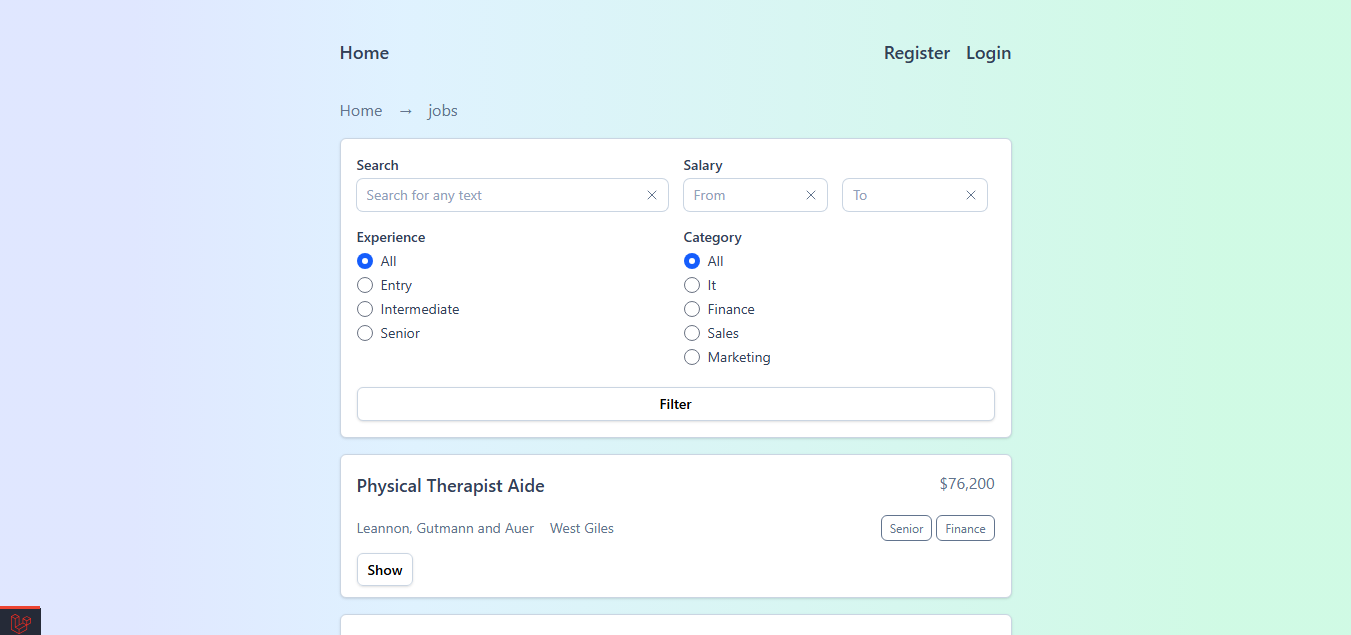 Home Register Login
Home → jobs
Search Salary
Search for any text From To
Experience Category
All All
Entry It
Intermediate Finance
Senior Sales
Marketing
Filter
Physical Therapist Aide $76,200
Leannon, Gutmann and Auer West Giles Senior Finance
Show